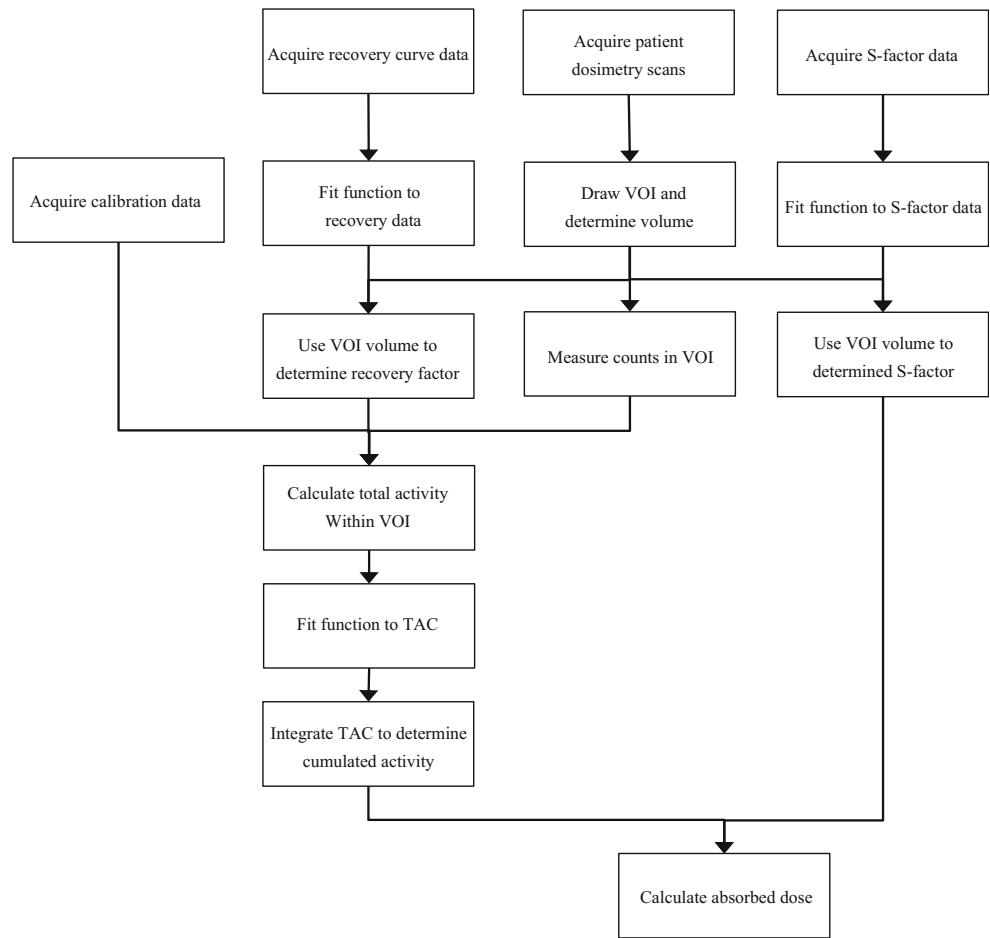 Acquire recovery curve data
Acquire patient
dosimetry scans
Acquire S-factor data
Acquire calibration data
Fit function to
recovery data
Draw VOI and
determine volume
Fit function to S-factor data
Use VOI volume to
determine recovery factor
Measure counts in VOI
Use VOI volume to
determined S-factor
Calculate total activity
Within VOI
Fit function to TAC
Integrate TAC to determine
cumulated activity
Calculate absorbed dose